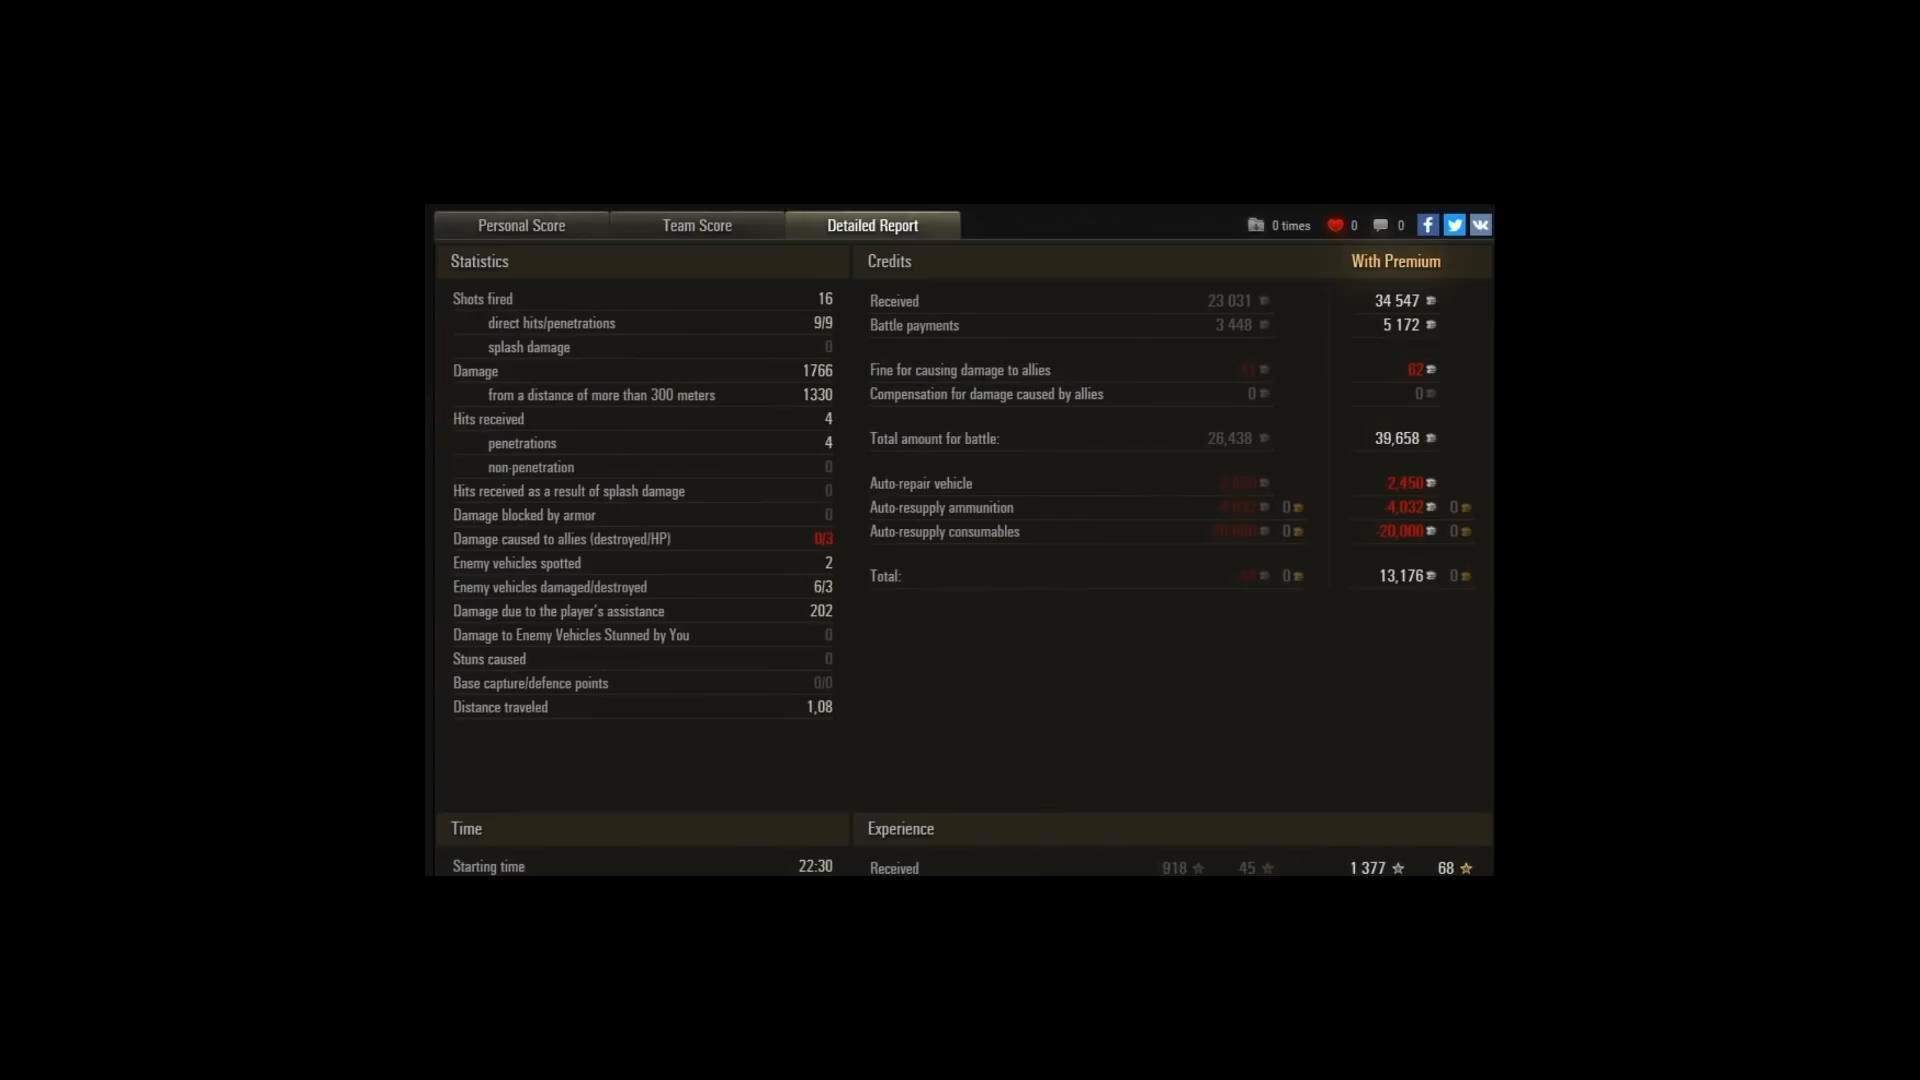 Personal Score Team Score Detailed Report 0 times 0 0
Statistics
Shots fired 16
direct hits/penetrations 9/9
splash damage 0
Damage 1766
from a distance of more than 300 meters 1330
Hits received 4
penetrations 4
non-penetration 0
Hits received as a result of splash damage 0
Damage blocked by armor 0
Damage caused to allies (destroyed/HP) 0/3
Enemy vehicles spotted 2
Enemy vehicles damaged/destroyed 6/3
Damage due to the player's assistance 202
Damage to Enemy Vehicles Stunned by You 0
Stuns caused 0
Base capture/defence points 0/0
Distance traveled 1,08
Credits With Premium
Received 23 031 34 547
Battle payments 3 448 5 172
Fine for causing damage to allies 62
Compensation for damage caused by allies 0 0
Total amount for battle: 26,438 39,658
Auto-repair vehicle -2,450
Auto-resupply ammunition 0 -4,032 0
Auto-resupply consumables 0 -20,000 0
Total: 0 13,176 0
Time
Starting time 22:30
Experience
Received 918 45 1 377 68